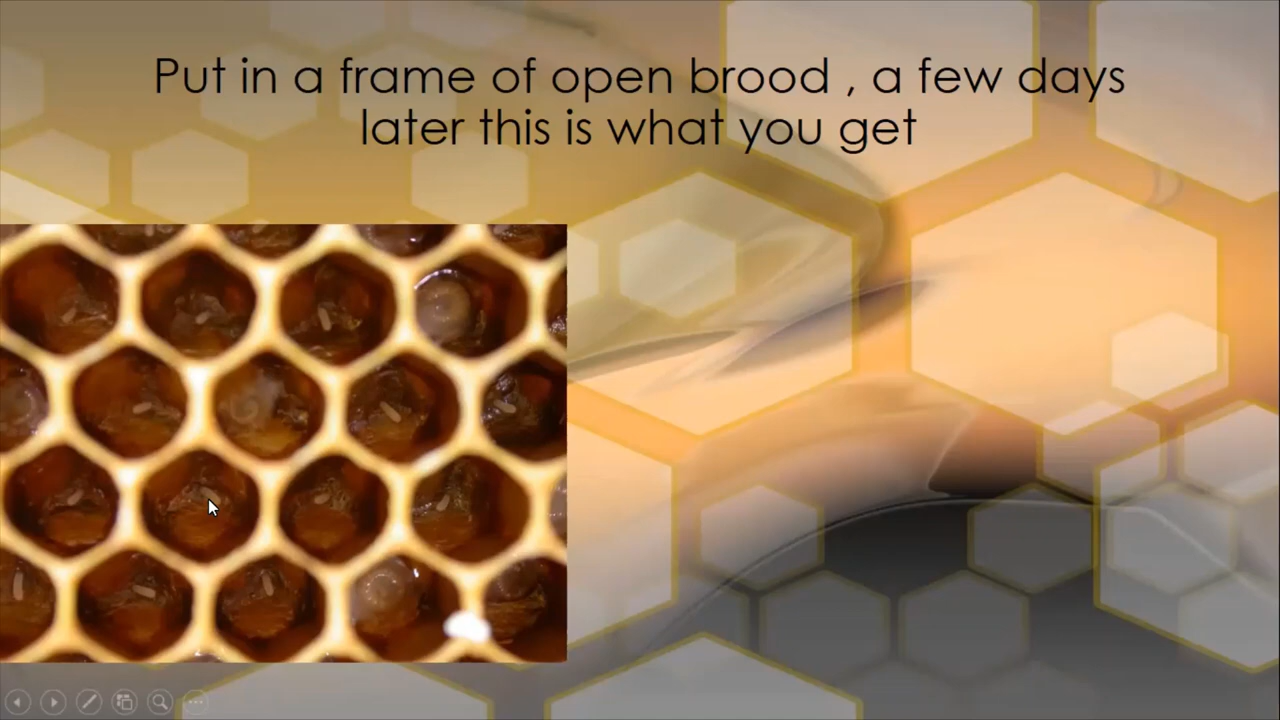 Put in a frame of open brood , a few days
later this is what you get